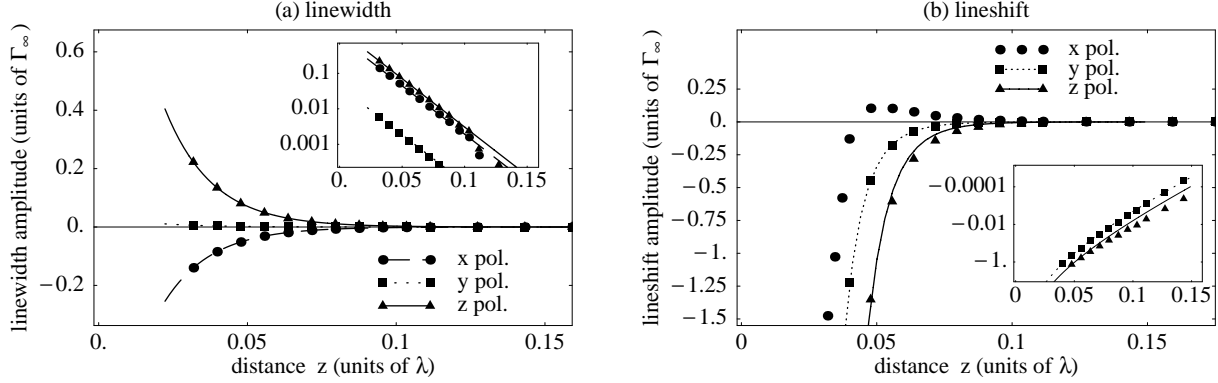 (a) linewidth
linewidth amplitude (units of Γ∞)
0.6
0.4
0.2
0.
−0.2
0.
0.05
0.1
0.15
distance z (units of λ)
x pol.
y pol.
z pol.
0.1
0.01
0.001
0.
0.05
0.1
0.15
(b) lineshift
lineshift amplitude (units of Γ∞)
0.25
0.
−0.25
−0.5
−0.75
−1.
−1.25
−1.5
0
0.05
0.1
0.15
distance z (units of λ)
x pol.
y pol.
z pol.
−0.0001
−0.01
−1.
0
0.05
0.1
0.15